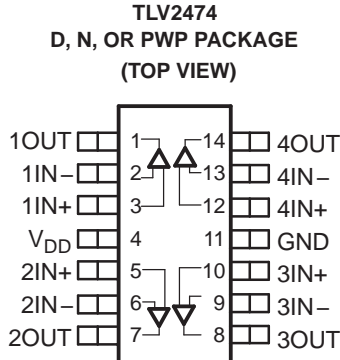 TLV2474
D, N, OR PWP PACKAGE
(TOP VIEW)
1OUT 1 14 4OUT
1IN− 2 13 4IN−
1IN+ 3 12 4IN+
VDD 4 11 GND
2IN+ 5 10 3IN+
2IN− 6 9 3IN−
2OUT 7 8 3OUT